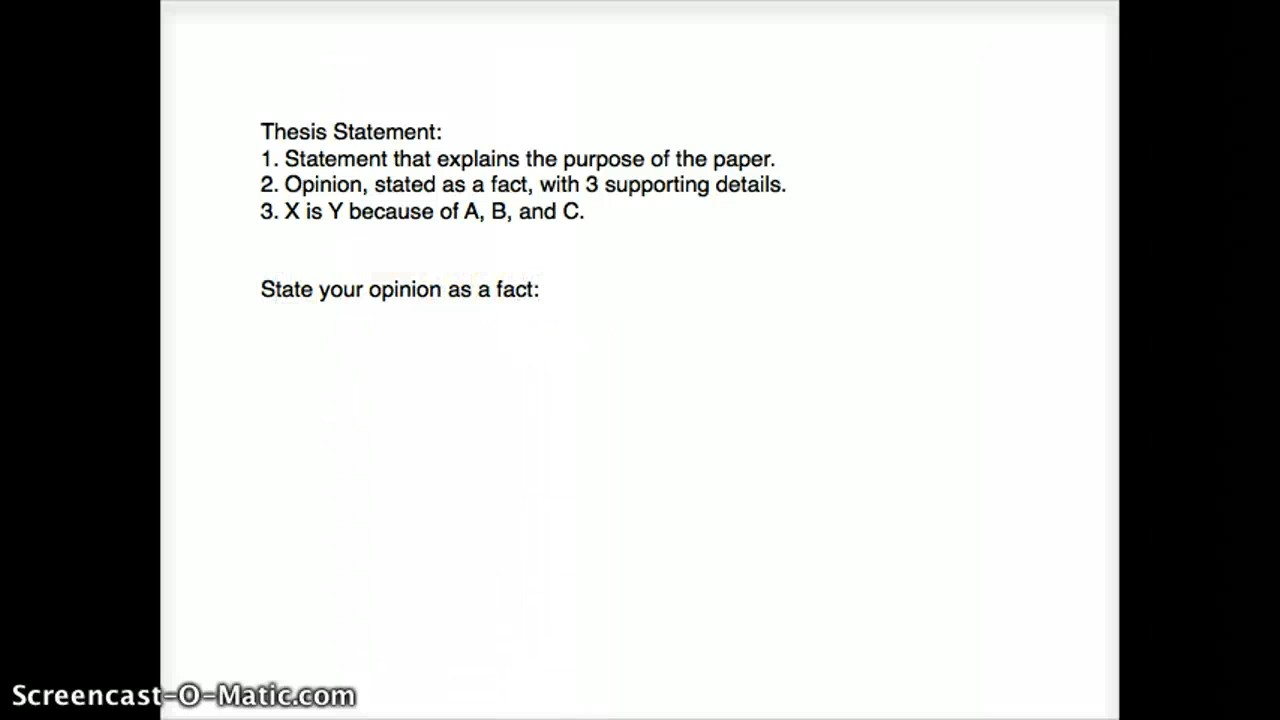 Thesis Statement:
1. Statement that explains the purpose of the paper.
2. Opinion, stated as a fact, with 3 supporting details.
3. X is Y because of A, B, and C.
State your opinion as a fact:
Screencast-O-Matic.com